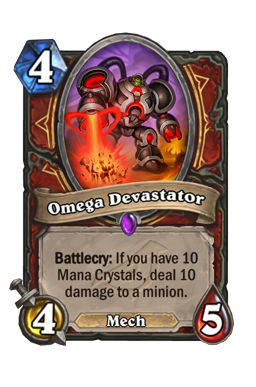 4
Omega Devastator
Battlecry: If you have 10
Mana Crystals, deal 10
damage to a minion.
4
Mech
5